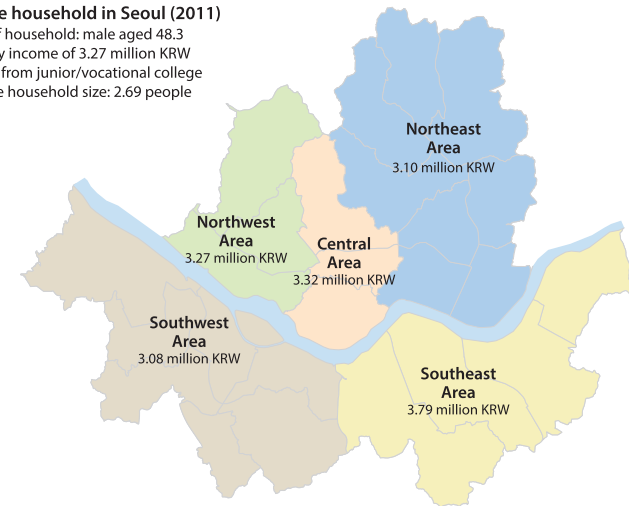 household in Seoul (2011)
household: male aged 48.3
income of 3.27 million KRW
from junior/vocational college
household size: 2.69 people
Northeast
Area
3.10 million KRW
Northwest
Area
3.27 million KRW
Central
Area
3.32 million KRW
Southwest
Area
3.08 million KRW
Southeast
Area
3.79 million KRW